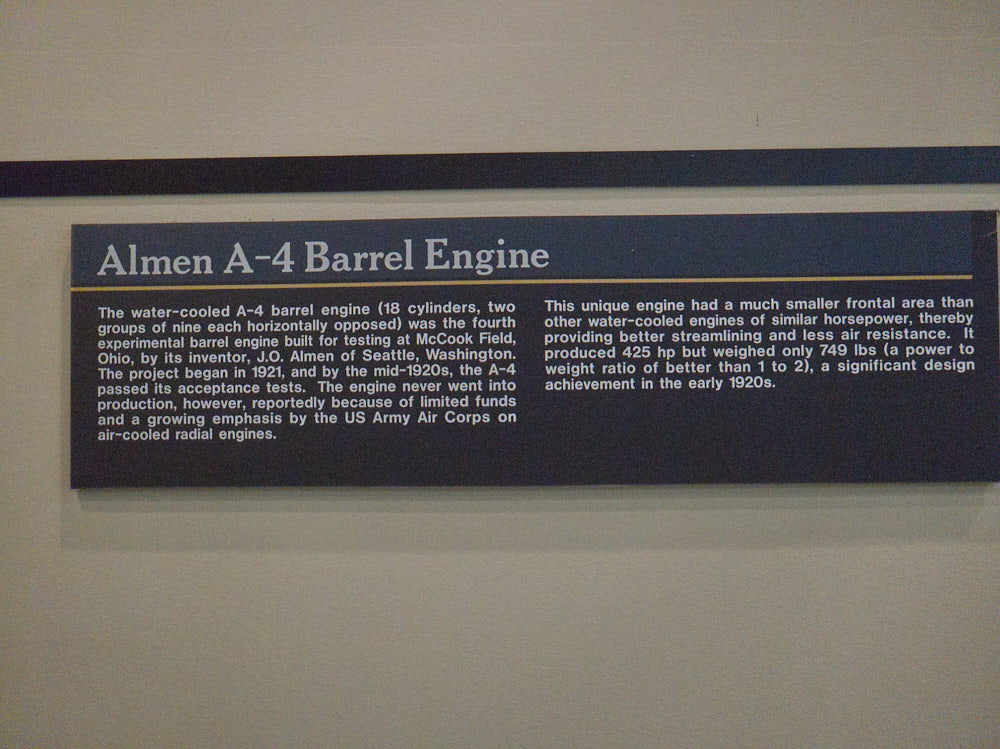 Almen A-4 Barrel Engine
The water-cooled A-4 barrel engine (18 cylinders, two
groups of nine each horizontally opposed) was the fourth
experimental barrel engine built for testing at McCook Field,
Ohio, by its inventor, J.O. Almen of Seattle, Washington.
The project began in 1921, and by the mid-1920s, the A-4
passed its acceptance tests. The engine never went into
production, however, reportedly because of limited funds
and a growing emphasis by the US Army Air Corps on
air-cooled radial engines.
This unique engine had a much smaller frontal area than
other water-cooled engines of similar horsepower, thereby
providing better streamlining and less air resistance. It
produced 425 hp but weighed only 749 lbs (a power to
weight ratio of better than 1 to 2), a significant design
achievement in the early 1920s.